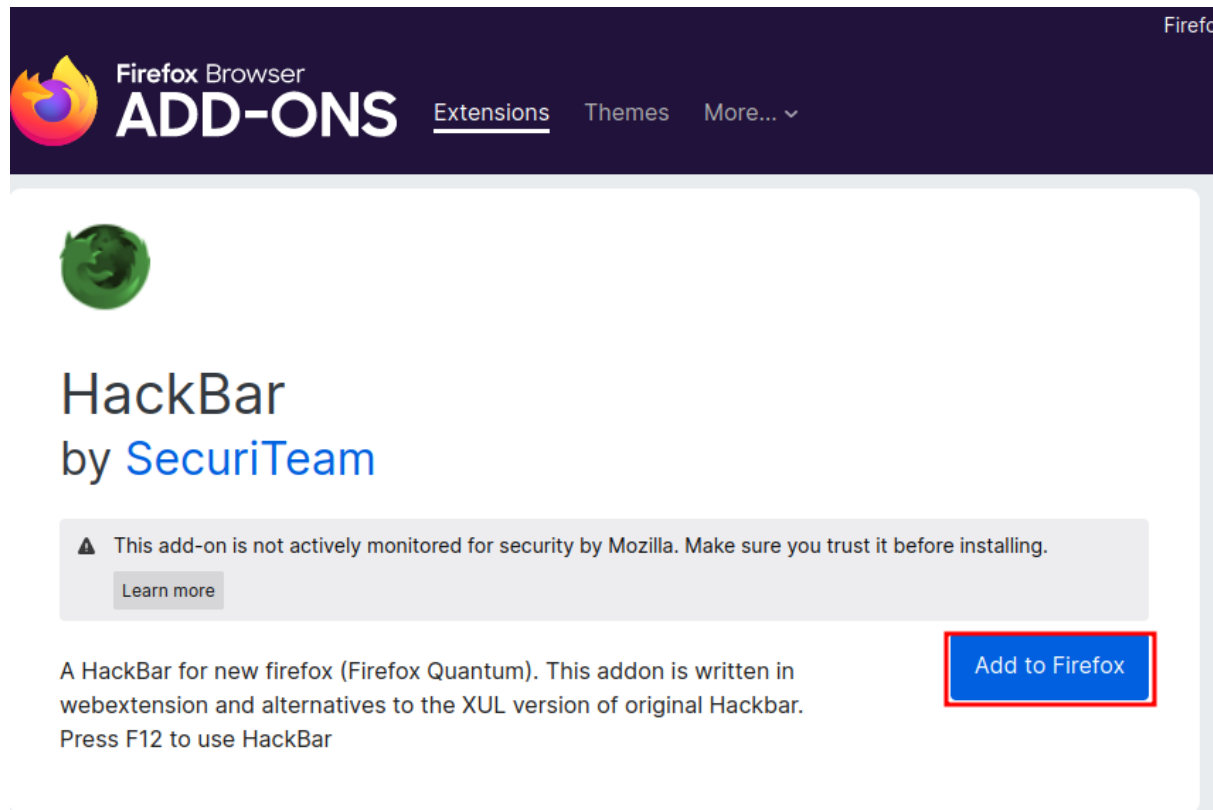 Firefox Browser
ADD-ONS
Extensions Themes More...
HackBar
by SecuriTeam
This add-on is not actively monitored for security by Mozilla. Make sure you trust it before installing.
Learn more
A HackBar for new firefox (Firefox Quantum). This addon is written in
webextension and alternatives to the XUL version of original Hackbar.
Press F12 to use HackBar
Add to Firefox